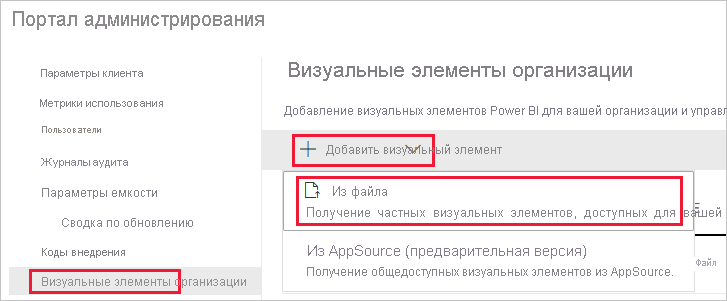 Портал администрирования
Параметры клиента
Метрики использования
Пользователи
Журналы аудита
Параметры емкости
Сводка по обновлению
Коды внедрения
Визуальные элементы организации
Визуальные элементы организации
Добавление визуальных элементов Power BI для вашей организации и управл
Добавить визуальный элемент
Из файла
Получение частных визуальных элементов, доступных для вашей
Из AppSource (предварительная версия)
Получение общедоступных визуальных элементов из AppSource.
Файл